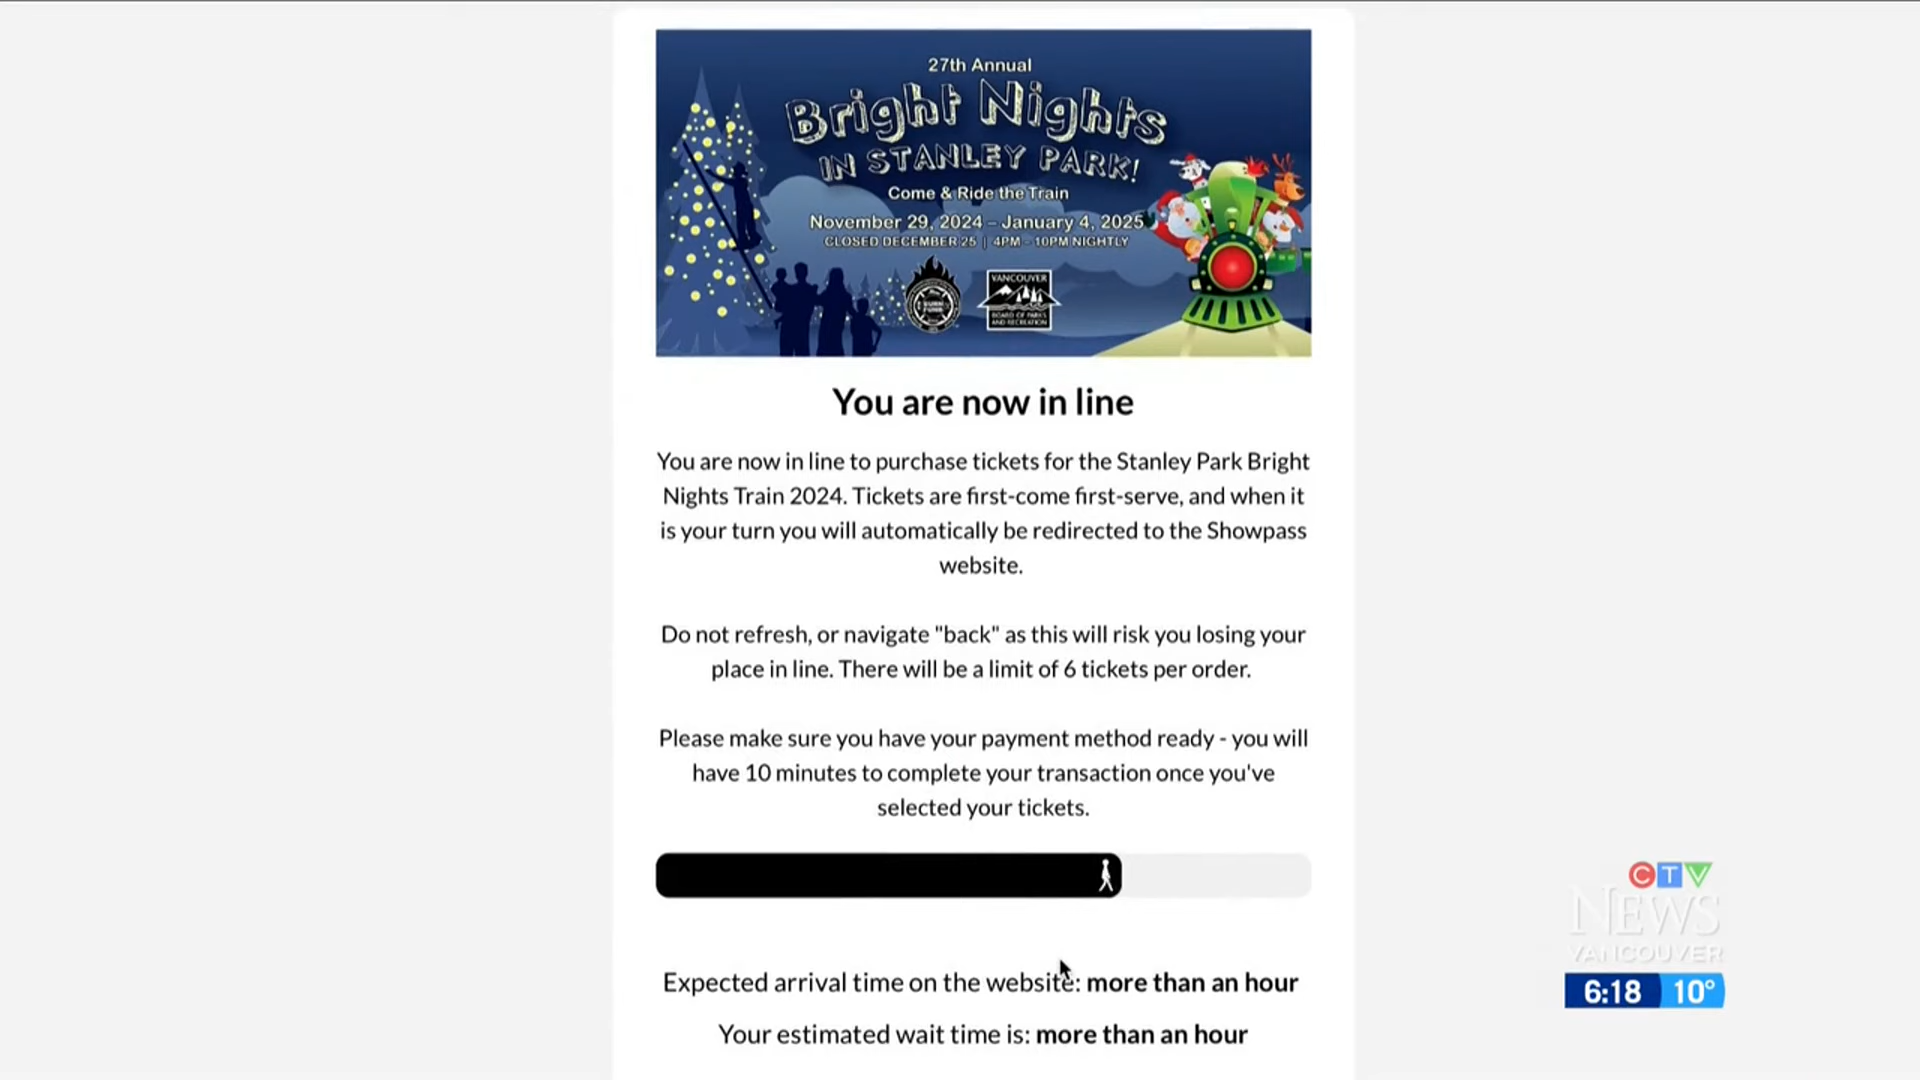 27th Annual
Bright Nights
IN STANLEY PARK!
Come & Ride the Train
November 29, 2024 – January 4, 2025
CLOSED DECEMBER 25 | 4PM - 10PM NIGHTLY
VANCOUVER
BOARD OF PARKS
AND RECREATION
You are now in line
You are now in line to purchase tickets for the Stanley Park Bright
Nights Train 2024. Tickets are first-come first-serve, and when it
is your turn you will automatically be redirected to the Showpass
website.
Do not refresh, or navigate "back" as this will risk you losing your
place in line. There will be a limit of 6 tickets per order.
Please make sure you have your payment method ready - you will
have 10 minutes to complete your transaction once you've
selected your tickets.
Expected arrival time on the website: more than an hour
Your estimated wait time is: more than an hour
CTV
NEWS
VANCOUVER
6:18 10°